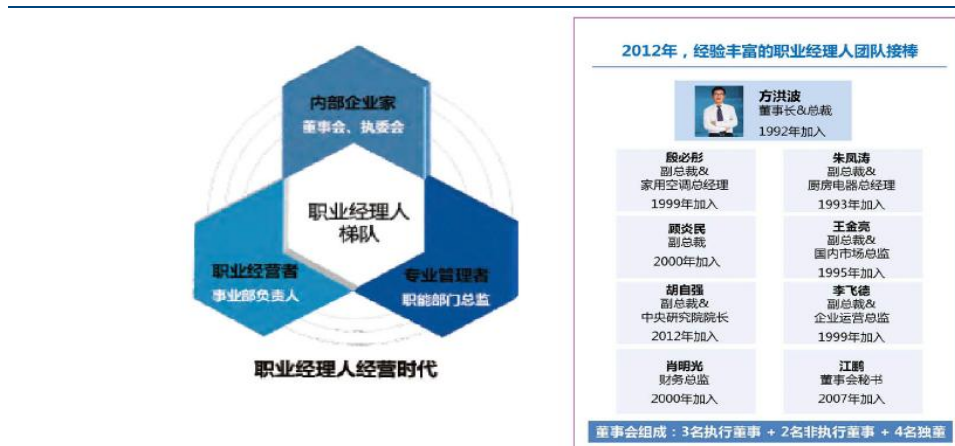 内部企业家
董事会、执委会
职业经理人
梯队
职业经营者
事业部负责人
专业管理者
职能部门总监
职业经理人经营时代
2012年，经验丰富的职业经理人团队接棒
方洪波
董事长&总裁
1992年加入
殷必彤
副总裁&
家用空调总经理
1999年加入
朱凤涛
副总裁&
厨房电器总经理
1993年加入
顾炎民
副总裁
2000年加入
王金亮
副总裁&
国内市场总监
1995年加入
胡自强
副总裁&
中央研究院院长
2012年加入
李飞德
副总裁&
企业运营总监
1999年加入
肖明光
财务总监
2000年加入
江鹏
董事会秘书
2007年加入
董事会组成：3名执行董事 + 2名非执行董事 + 4名独董